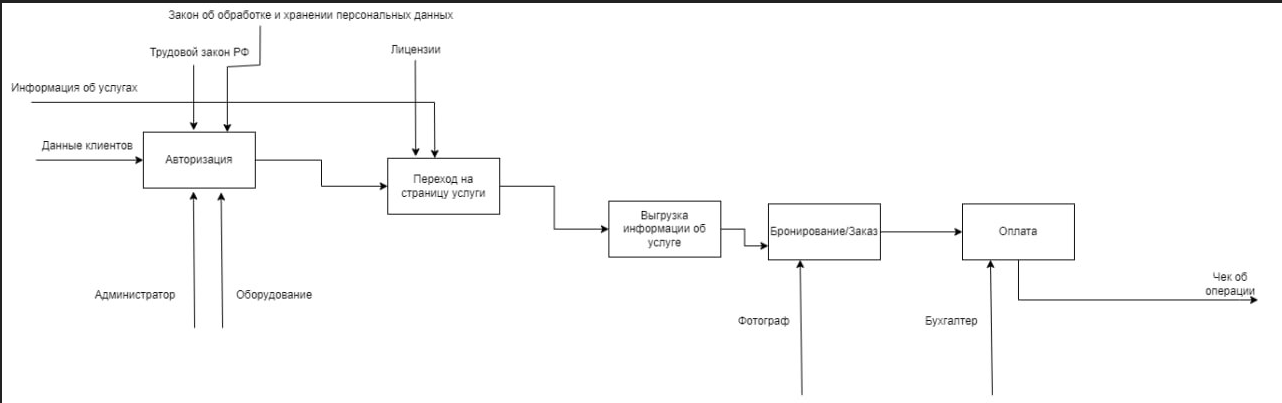 Закон об обработке и хранении персональных данных
Трудовой закон РФ
Лицензии
Информация об услугах
Данные клиентов
Авторизация
Переход на
страницу услуги
Выгрузка
информации об
услуге
Бронирование/Заказ
Оплата
Чек об
операции
Администратор
Оборудование
Фотограф
Бухгалтер